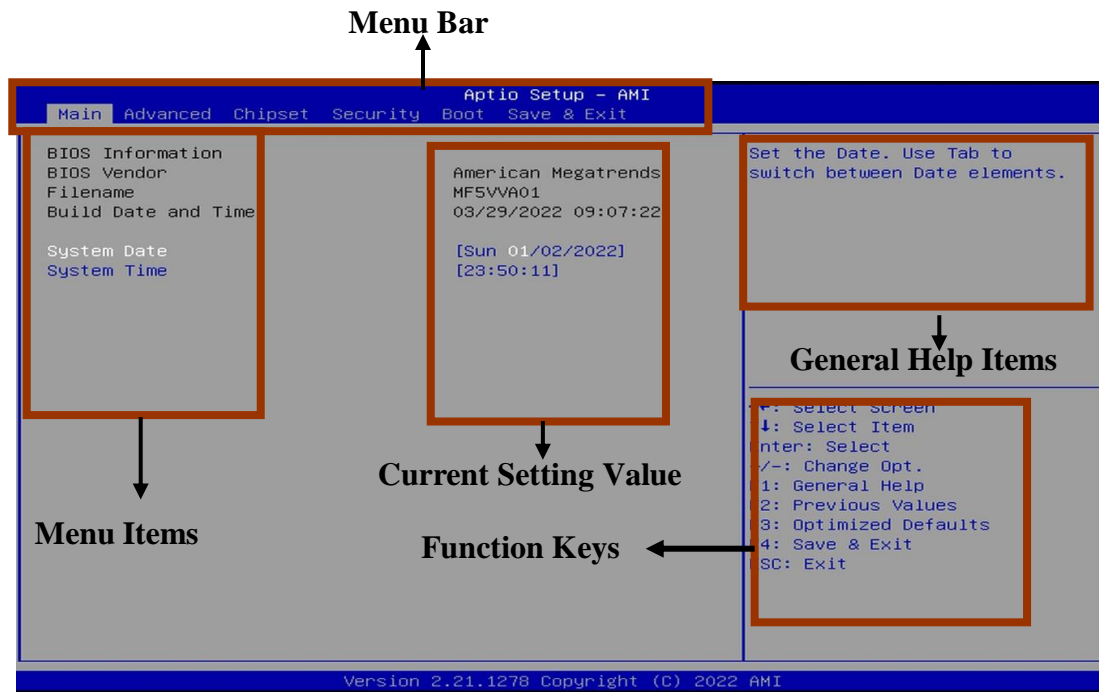 Menu Bar
Aptio Setup – AMI
Main Advanced Chipset Security Boot Save & Exit
BIOS Information
BIOS Vendor American Megatrends
Filename MF5VVA01
Build Date and Time 03/29/2022 09:07:22
System Date [Sun 01/02/2022]
System Time [23:50:11]
Set the Date. Use Tab to
switch between Date elements.
General Help Items
: Select Screen
↓: Select Item
nter: Select
/-: Change Opt.
1: General Help
2: Previous Values
3: Optimized Defaults
4: Save & Exit
SC: Exit
Current Setting Value
Menu Items
Function Keys
Version 2.21.1278 Copyright (C) 2022 AMI